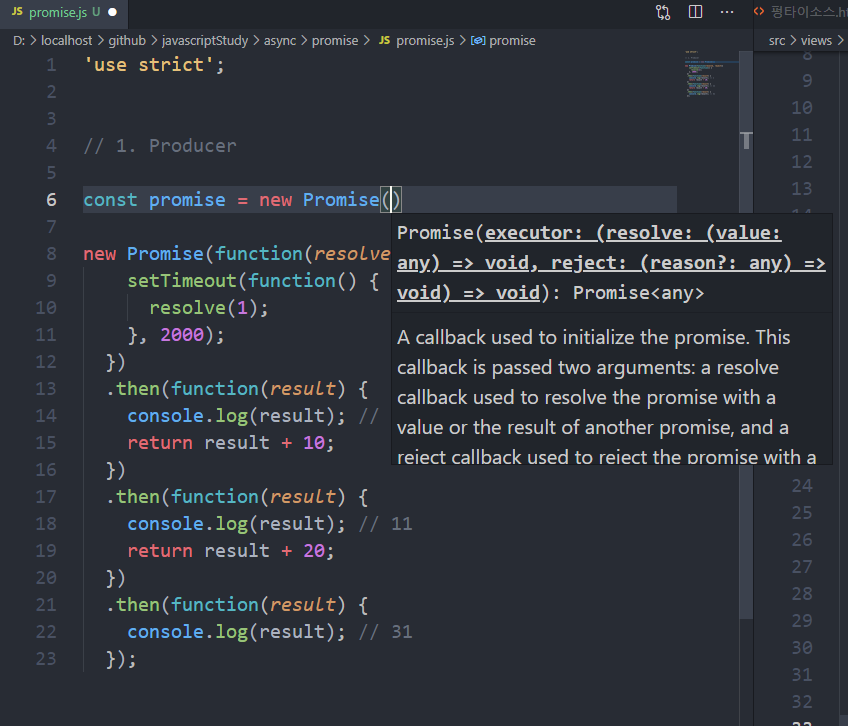 JS promise.js U
평타이소스.ht
D: > localhost > github > javascriptStudy > async > promise > JS promise.js > promise
src > views >
1 'use strict';
2
3
4 // 1. Producer
5
6 const promise = new Promise()
7
8 new Promise(function(resolve
9 setTimeout(function() {
10 resolve(1);
11 }, 2000);
12 })
13 .then(function(result) {
14 console.log(result); //
15 return result + 10;
16 })
17 .then(function(result) {
18 console.log(result); // 11
19 return result + 20;
20 })
21 .then(function(result) {
22 console.log(result); // 31
23 });
Promise(executor: (resolve: (value:
any) => void, reject: (reason?: any) =>
void) => void): Promise<any>
A callback used to initialize the promise. This
callback is passed two arguments: a resolve
callback used to resolve the promise with a
value or the result of another promise, and a
reject callback used to reject the promise with a
8
9
10
11
12
13
14
24
25
26
27
28
29
30
31
32
33